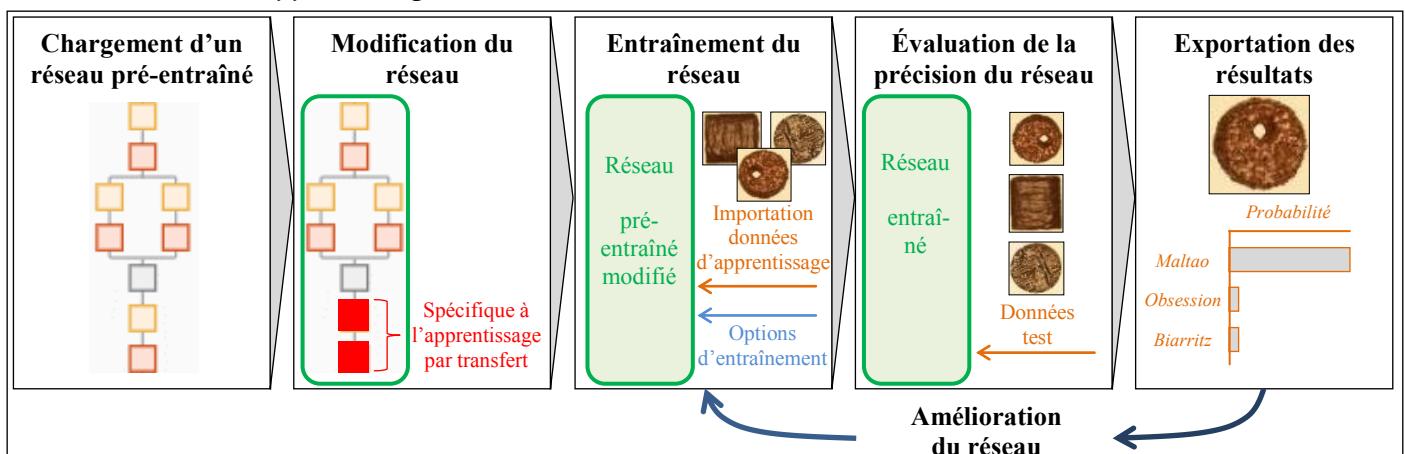 Chargement d’un
réseau pré-entraîné
Modification du
réseau
Spécifique à
l’apprentissage
par transfert
Entraînement du
réseau
Réseau
pré-
entraîné
modifié
Importation
données
d’apprentissage
Options
d’entraînement
Évaluation de la
précision du réseau
Réseau
entraî-
né
Données
test
Exportation des
résultats
Probabilité
Maltao
Obsession
Biarritz
Amélioration
du réseau